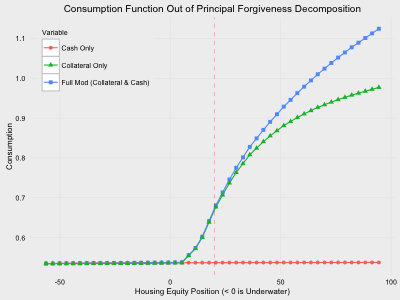 Consumption Function Out of Principal Forgiveness Decomposition
Variable
Cash Only
Collateral Only
Full Mod (Collateral & Cash)
Consumption
1.1
1.0
0.9
0.8
0.7
0.6
-50
0
50
100
Housing Equity Position (< 0 is Underwater)